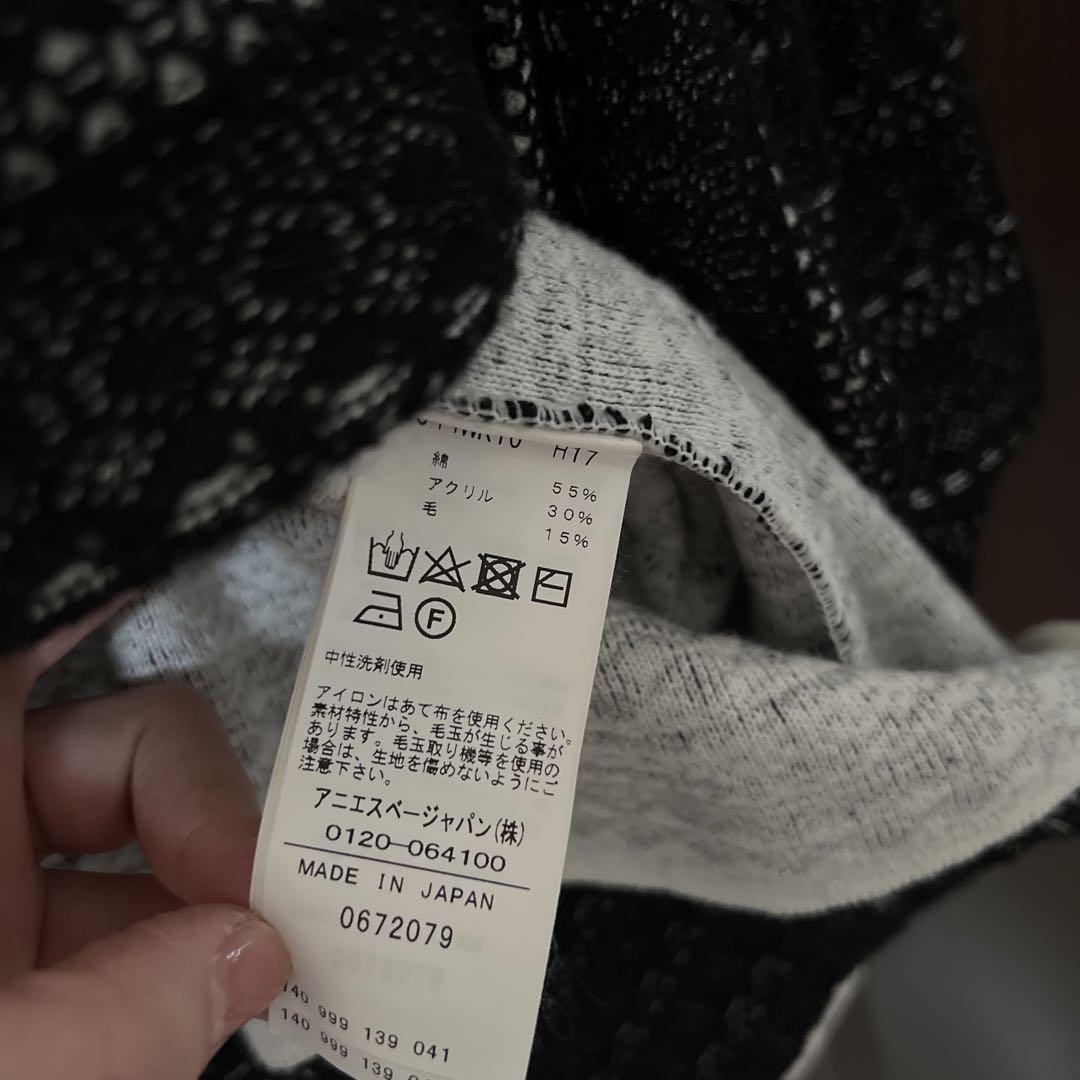 H17
綿 55%
アクリル 30%
毛 15%
F
中性洗剤使用
アイロンはあて布を使用ください。
素材特性から、毛玉が生じる事が
あります。毛玉取り機等を使用の
場合は、生地を傷めないようにご
注意下さい。
アニエスベージャパン(株)
0120-064100
MADE IN JAPAN
0672079
140 999 139 041
140 999 139